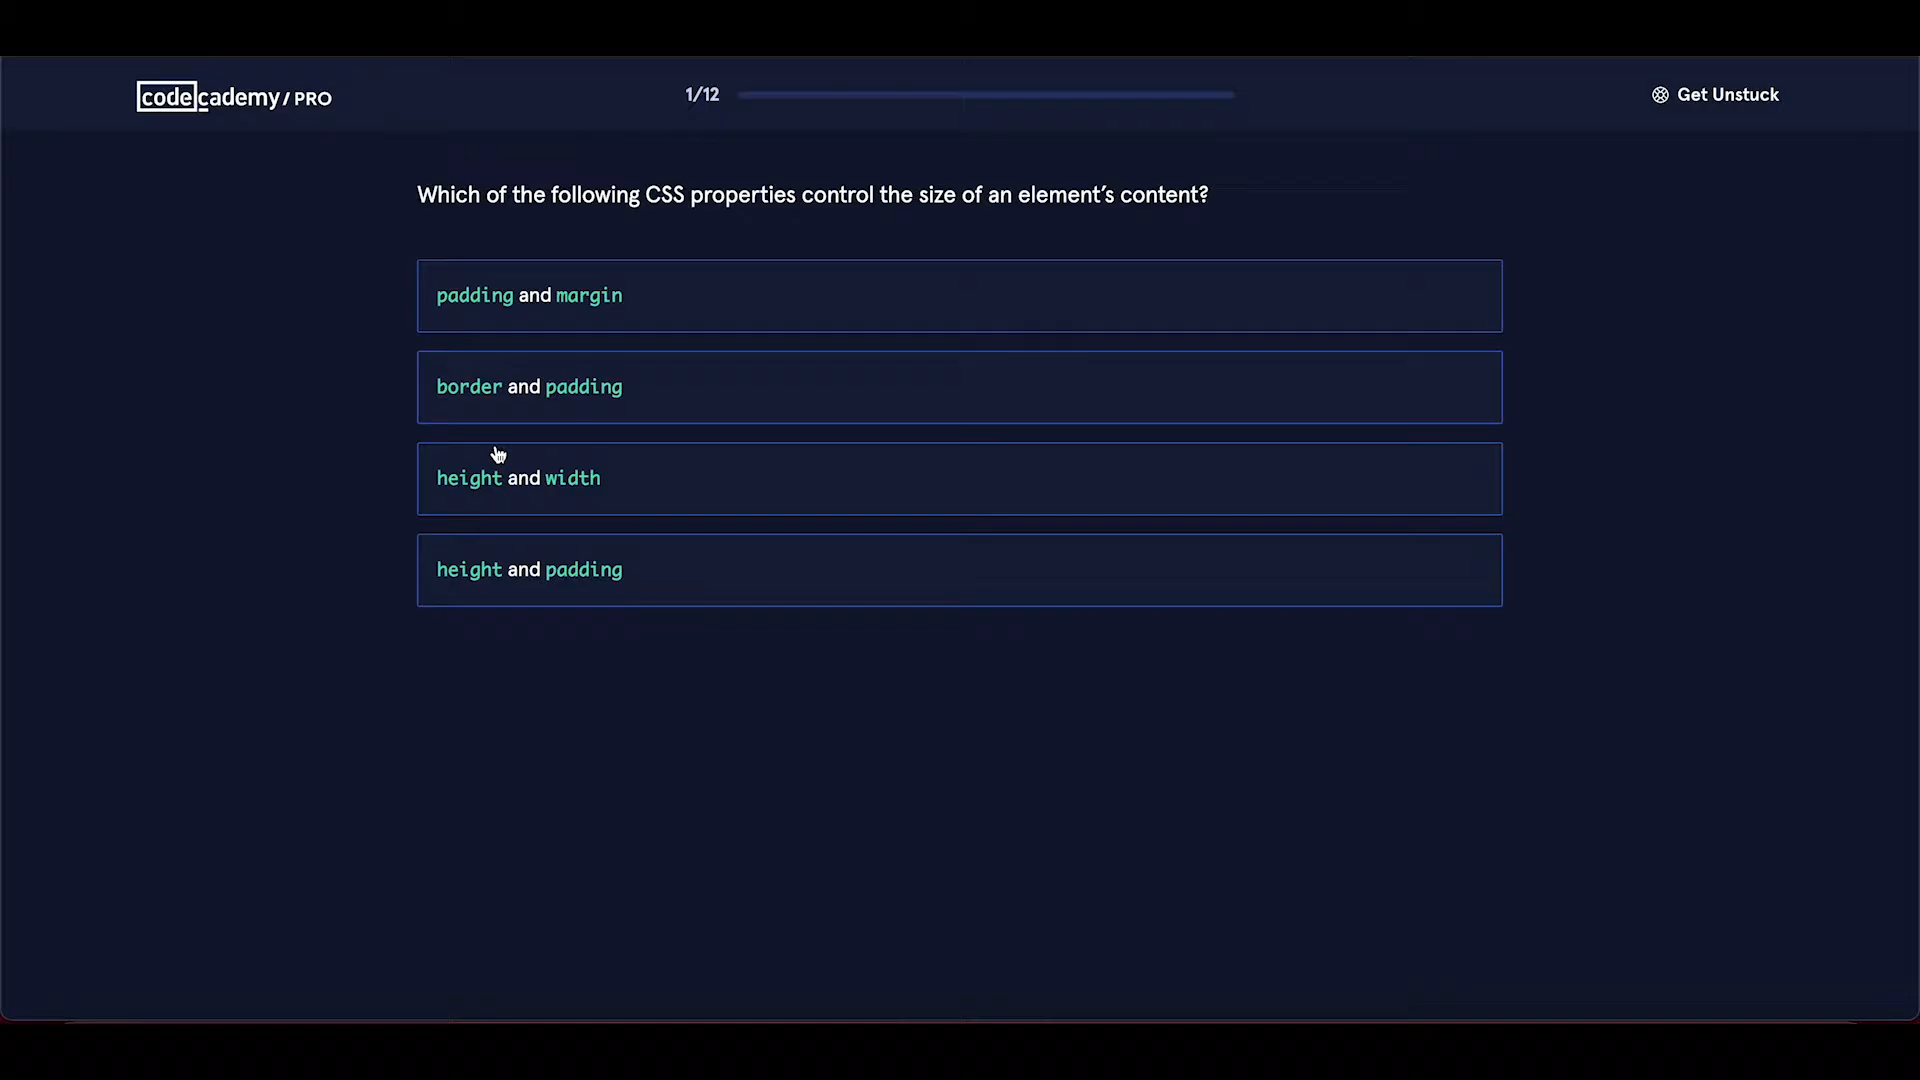 codecademy / PRO
1/12
Get Unstuck
Which of the following CSS properties control the size of an element’s content?
padding and margin
border and padding
height and width
height and padding